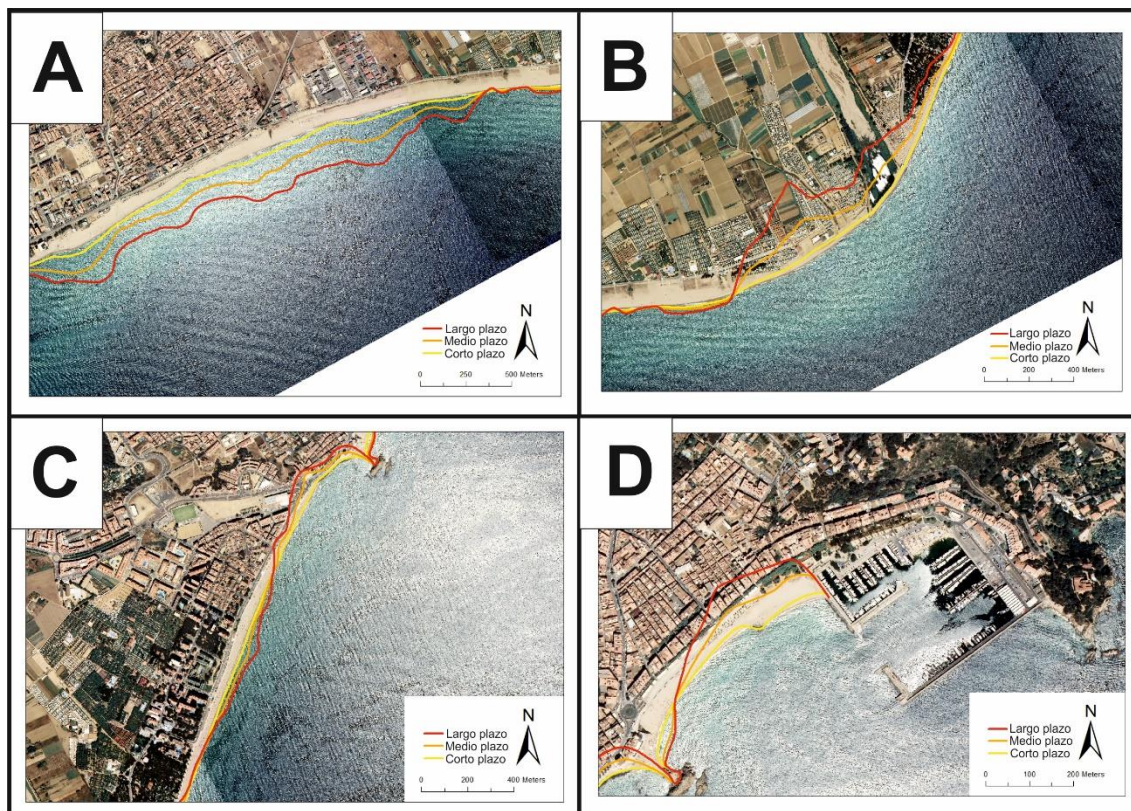 A
N
Largo plazo
Medio plazo
Corto plazo
0 250 500 Meters
B
N
Largo plazo
Medio plazo
Corto plazo
0 200 400 Meters
C
N
Largo plazo
Medio plazo
Corto plazo
0 200 400 Meters
D
N
Largo plazo
Medio plazo
Corto plazo
0 100 200 Meters